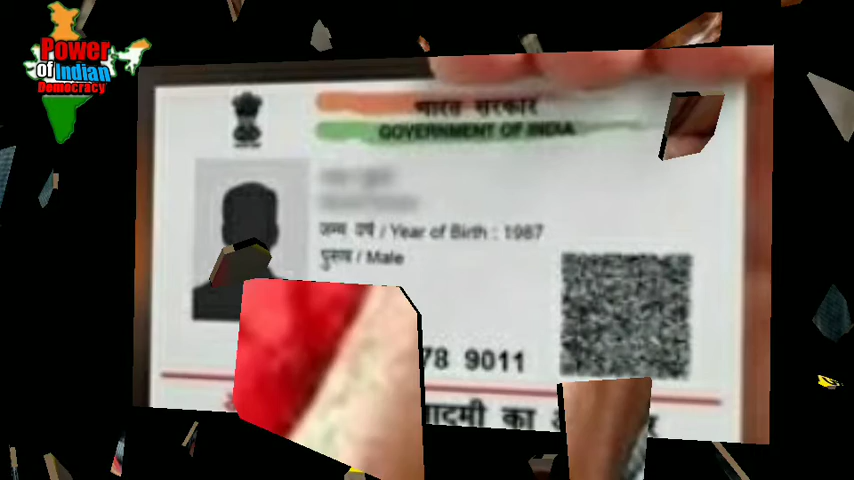 Power
of Indian
Democracy
भारत सरकार
GOVERNMENT OF INDIA
जन्म वर्ष / Year of Birth : 1987
पुरुष / Male
78 9011
आदमी का